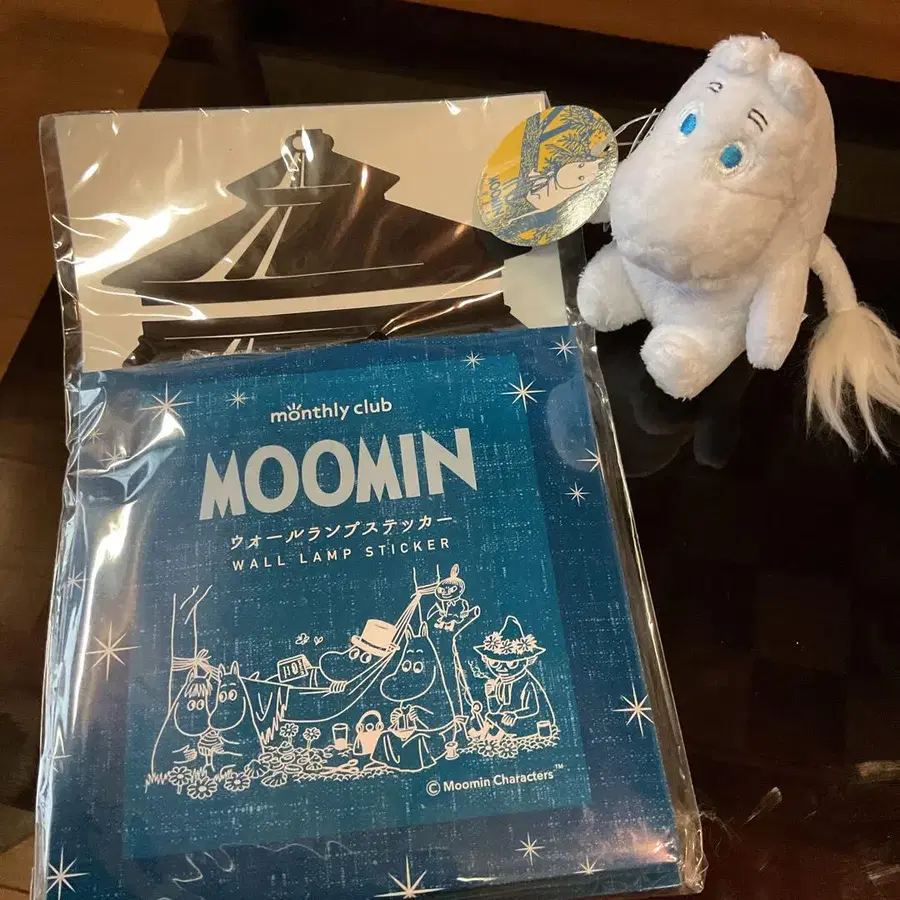 monthly club
MOOMIN
ウォールランプステッカー
WALL LAMP STICKER
© Moomin Characters™
MOOMIN